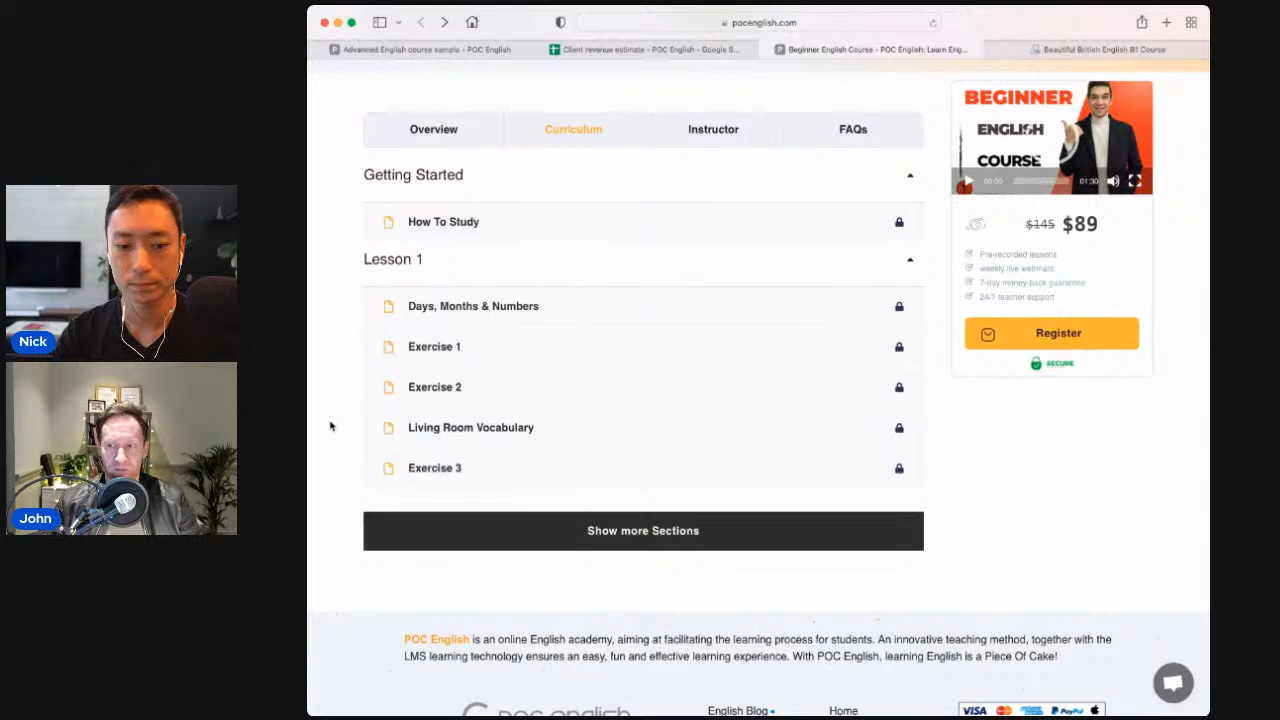 pocenglish.com
Advanced English course sample - POC English
Client revenue estimate - POC English - Google S...
Beginner English Course - POC English: Learn Eng...
Beautiful British English B1 Course
Overview
Curriculum
Instructor
FAQs
Getting Started
How To Study
Lesson 1
Days, Months & Numbers
Exercise 1
Exercise 2
Living Room Vocabulary
Exercise 3
Show more Sections
BEGINNER
ENGLISH
COURSE
00:00
01:30
$145 $89
Pre-recorded lessons
weekly live webinars
7-day money-back guarantee
24/7 teacher support
Register
SECURE
Nick
John
POC English is an online English academy, aiming at facilitating the learning process for students. An innovative teaching method, together with the
LMS learning technology ensures an easy, fun and effective learning experience. With POC English, learning English is a Piece Of Cake!
poc english
English Blog
Home
VISA
PayPal